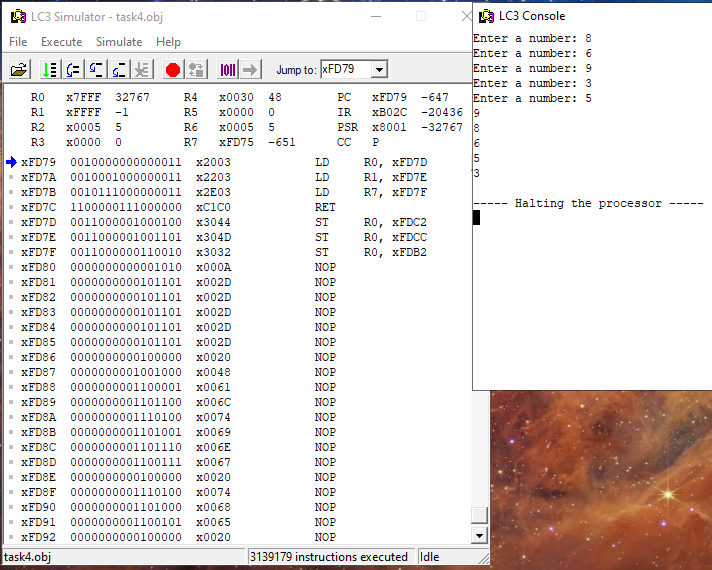 LC3 Simulator - task4.obj
File Execute Simulate Help
Jump to: xFD79
R0 x7FFF 32767 R4 x0030 48 PC xFD79 -647
R1 xFFFF -1 R5 x0000 0 IR xB02C -20436
R2 x0005 5 R6 x0005 5 PSR x8001 -32767
R3 x0000 0 R7 xFD75 -651 CC P
xFD79 0010000000000011 x2003 LD R0, xFD7D
xFD7A 0010001000000011 x2203 LD R1, xFD7E
xFD7B 0010111000000011 x2E03 LD R7, xFD7F
xFD7C 1100000111000000 xC1C0 RET
xFD7D 0011000001000100 x3044 ST R0, xFDC2
xFD7E 0011000001001101 x304D ST R0, xFDCC
xFD7F 0011000000110010 x3032 ST R0, xFDB2
xFD80 0000000000001010 x000A NOP
xFD81 0000000000101101 x002D NOP
xFD82 0000000000101101 x002D NOP
xFD83 0000000000101101 x002D NOP
xFD84 0000000000101101 x002D NOP
xFD85 0000000000101101 x002D NOP
xFD86 0000000000100000 x0020 NOP
xFD87 0000000001001000 x0048 NOP
xFD88 0000000001100001 x0061 NOP
xFD89 0000000001101100 x006C NOP
xFD8A 0000000001110100 x0074 NOP
xFD8B 0000000001101001 x0069 NOP
xFD8C 0000000001101110 x006E NOP
xFD8D 0000000001100111 x0067 NOP
xFD8E 0000000000100000 x0020 NOP
xFD8F 0000000001110100 x0074 NOP
xFD90 0000000001101000 x0068 NOP
xFD91 0000000001100101 x0065 NOP
xFD92 0000000000100000 x0020 NOP
task4.obj 3139179 instructions executed Idle
LC3 Console
Enter a number: 8
Enter a number: 6
Enter a number: 9
Enter a number: 3
Enter a number: 5
9
8
6
5
3
----- Halting the processor -----